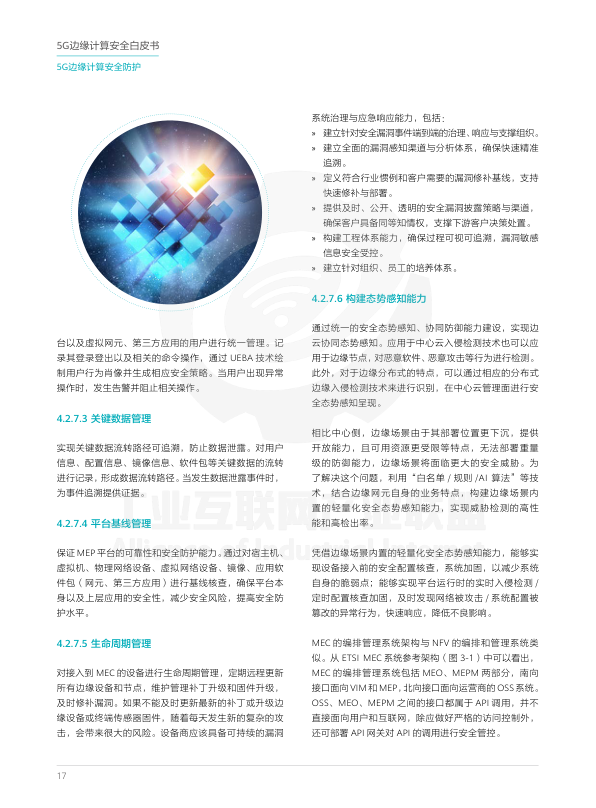 5G边缘计算安全白皮书
5G边缘计算安全防护
台以及虚拟网元、第三方应用的用户进行统一管理。记
录其登录登出以及相关的命令操作，通过 UEBA 技术绘
制用户行为肖像并生成相应安全策略。当用户出现异常
操作时，发生告警并阻止相关操作。
4.2.7.3 关键数据管理
实现关键数据流转路径可追溯，防止数据泄露。对用户
信息、配置信息、镜像信息、软件包等关键数据的流转
进行记录，形成数据流转路径。当发生数据泄露事件时，
为事件追溯提供证据。
4.2.7.4 平台基线管理
保证 MEP 平台的可靠性和安全防护能力。通过对宿主机、
虚拟机、物理网络设备、虚拟网络设备、镜像、应用软
件包（网元、第三方应用）进行基线核查，确保平台本
身以及上层应用的安全性，减少安全风险，提高安全防
护水平。
4.2.7.5 生命周期管理
对接入到 MEC 的设备进行生命周期管理，定期远程更新
所有边缘设备和节点，维护管理补丁升级和固件升级，
及时修补漏洞，如果不能及时更新最新的补丁或升级边
缘设备或终端传感器固件，随着每天发生新的复杂的攻
击，会带来很大的风险。设备商应该具备可持续的漏洞
系统治理与应急响应能力，包括：
» 建立针对安全漏洞事件端到端的治理、响应与支撑组织。
» 建立全面的漏洞感知渠道与分析体系，确保快速精准
追溯。
» 定义符合行业惯例和客户需要的漏洞修补基线，支持
快速修补与部署。
» 提供及时、公开、透明的安全漏洞披露策略与渠道，
确保客户具备同等知情权，支撑下游客户决策处置。
» 构建工程体系能力，确保过程可视可追溯，漏洞敏感
信息安全受控。
» 建立针对组织、员工的培养体系。
4.2.7.6 构建态势感知能力
通过统一的安全态势感知、协同防御能力建设，实现边
云协同态势感知。应用于中心云入侵检测技术也可以应
用于边缘节点，对恶意软件、恶意攻击等行为进行检测。
此外，对于边缘分布式的特点，可以通过相应的分布式
边缘入侵检测技术来进行识别，在中心云管理面进行安
全态势感知呈现。
相比中心侧，边缘场景由于其部署位置更下沉，提供
开放能力，且可用资源更受限等特点，无法部署重量
级的防御能力，边缘场景将面临更大的安全威胁。为
了解决这个问题，利用“白名单 / 规则 /AI 算法”等技
术，结合边缘网元自身的业务特点，构建边缘场景内
置的轻量化安全态势感知能力，实现威胁检测的高性
能和高检出率。
凭借边缘场景内置的轻量化安全态势感知能力，能够实
现设备接入前的安全配置核查，系统加固，以减少系统
自身的脆弱点；能够实现平台运行时的实时入侵检测 /
定时配置核查加固，及时发现网络被攻击 / 系统配置被
篡改的异常行为，快速响应，降低不良影响。
MEC 的编排管理系统架构与 NFV 的编排和管理系统类
似。从 ETSI MEC 系统参考架构（图 3-1）中可以看出，
MEC 的编排管理系统包括 MEO、MEPM 两部分，南向
接口面向 VIM 和 MEP，北向接口面向运营商的 OSS 系统。
OSS、MEO、MEPM 之间的接口都属于 API 调用，并不
直接面向用户和互联网，除应做好严格的访问控制外，
还可部署 API 网关对 API 的调用进行安全管控。
17